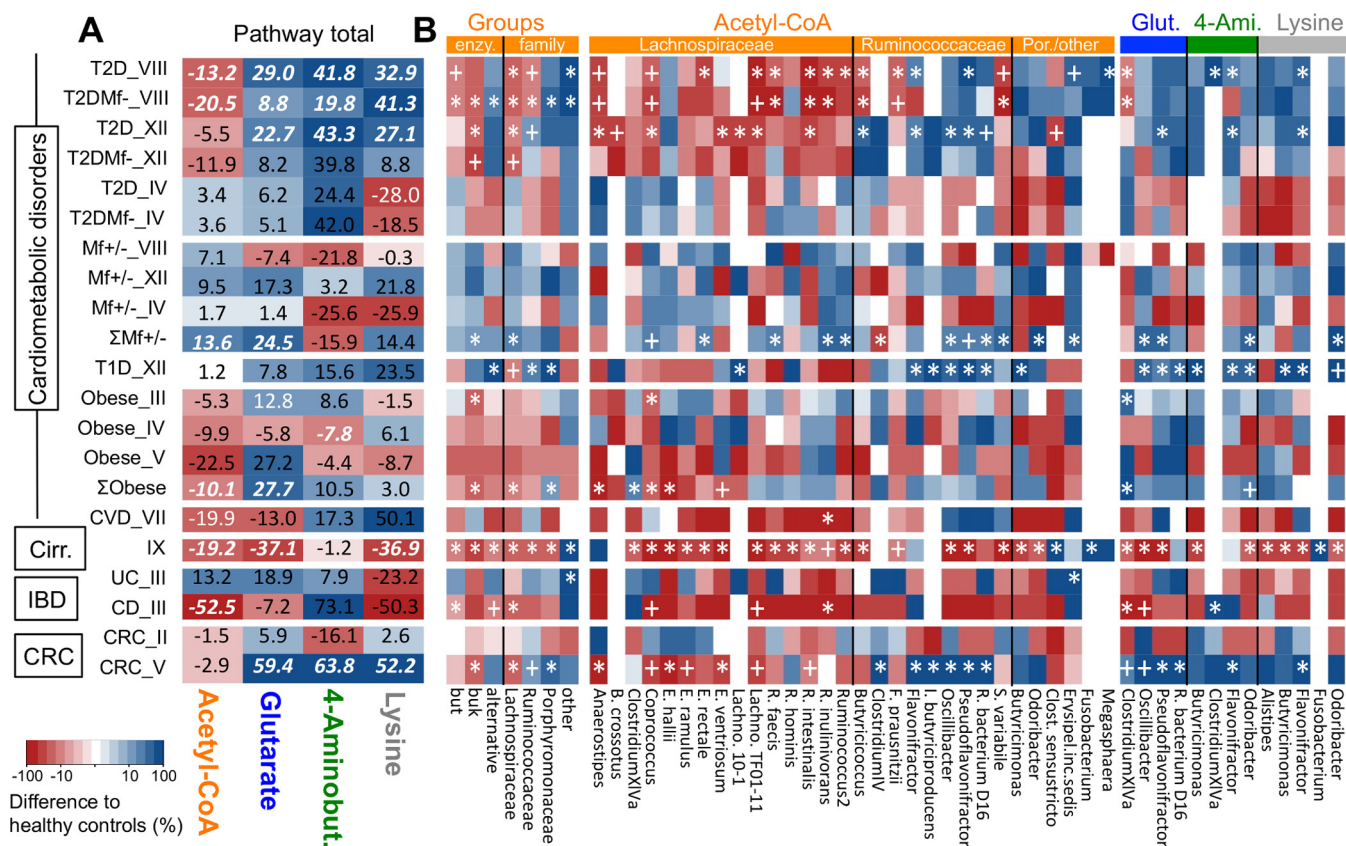 A
Pathway total
B
Groups
Acetyl-CoA
Glut.
4-Ami.
Lysine
enzy.
family
Lachnospiraceae
Ruminococcaceae
Por./other
Cardiometabolic disorders
Cirr.
IBD
CRC
T2D_VIII -13.2 29.0 41.8 32.9
T2DMf-_VIII -20.5 8.8 19.8 41.3
T2D_XII -5.5 22.7 43.3 27.1
T2DMf-_XII -11.9 8.2 39.8 8.8
T2D_IV 3.4 6.2 24.4 -28.0
T2DMf-_IV 3.6 5.1 42.0 -18.5
Mf+/-_VIII 7.1 -7.4 -21.8 -0.3
Mf+/-_XII 9.5 17.3 3.2 21.8
Mf+/-_IV 1.7 1.4 -25.6 -25.9
ΣMf+/- 13.6 24.5 -15.9 14.4
T1D_XII 1.2 7.8 15.6 23.5
Obese_III -5.3 12.8 8.6 -1.5
Obese_IV -9.9 -5.8 -7.8 6.1
Obese_V -22.5 27.2 -4.4 -8.7
ΣObese -10.1 27.7 10.5 3.0
CVD_VII -19.9 -13.0 17.3 50.1
IX -19.2 -37.1 -1.2 -36.9
UC_III 13.2 18.9 7.9 -23.2
CD_III -52.5 -7.2 73.1 -50.3
CRC_II -1.5 5.9 -16.1 2.6
CRC_V -2.9 59.4 63.8 52.2
Acetyl-CoA
Glutarate
4-Aminobut.
Lysine
but
buk
alternative
Lachnospiraceae
Ruminococcaceae
Porphyromonaceae
other
Anaerostipes
B. crossotus
ClostridiumXIVa
Coprococcus
E. hallii
E. ramulus
E. rectale
E. ventriosum
Lachno. 10-1
Lachno. TF01-11
R. faecis
R. hominis
R. intestinalis
R. inulinivorans
Ruminococcus2
Butyricicoccus
ClostridiumIV
F. prausnitzii
Flavonifractor
I. butyriciproducens
Oscillibacter
Pseudoflavonifractor
R. bacterium D16
S. variabile
Butyricimonas
Odoribacter
Clost. sensustricto
Erysipel.inc.sedis
Fusobacterium
Megasphaera
ClostridiumXIVa
Oscillibacter
Pseudoflavonifractor
R. bacterium D16
Butyricimonas
ClostridiumXIVa
Flavonifractor
Odoribacter
Alistipes
Butyricimonas
Flavonifractor
Fusobacterium
Odoribacter
-100 -10 10 100
Difference to
healthy controls (%)